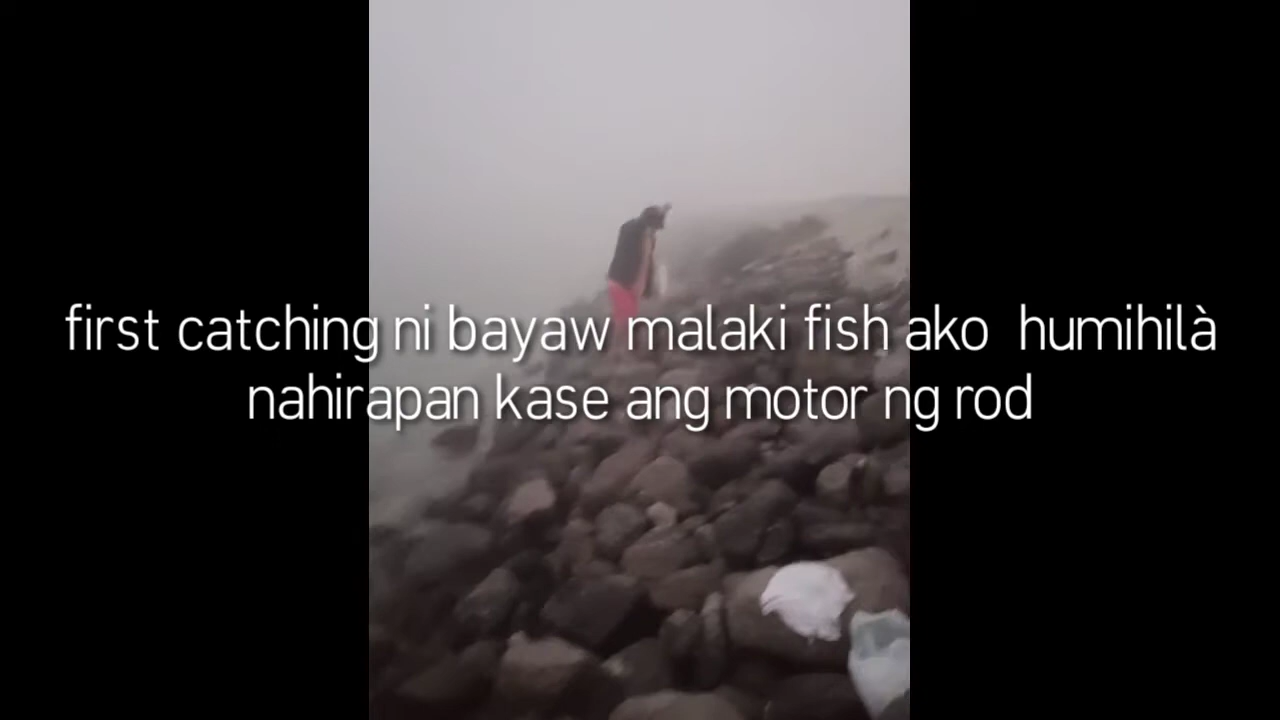 first catching ni bayaw malaki fish ako  humihilà
nahirapan kase ang motor ng rod